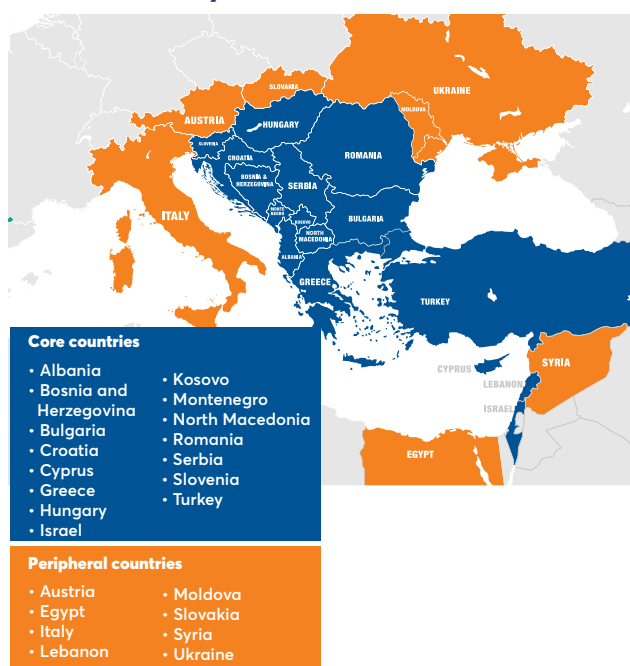 SLOVAKIA
UKRAINE
MOLDOVA
AUSTRIA
HUNGARY
SLOVENIA
CROATIA
ROMANIA
BOSNIA &
HERZEGOVINA
SERBIA
MONTE
NEGRO
KOSOVO
BULGARIA
ITALY
NORTH
MACEDONIA
ALBANIA
GREECE
TURKEY
CYPRUS
SYRIA
LEBANON
ISRAEL
EGYPT
Core countries
• Albania
• Bosnia and
Herzegovina
• Bulgaria
• Croatia
• Cyprus
• Greece
• Hungary
• Israel
• Kosovo
• Montenegro
• North Macedonia
• Romania
• Serbia
• Slovenia
• Turkey
Peripheral countries
• Austria
• Egypt
• Italy
• Lebanon
• Moldova
• Slovakia
• Syria
• Ukraine